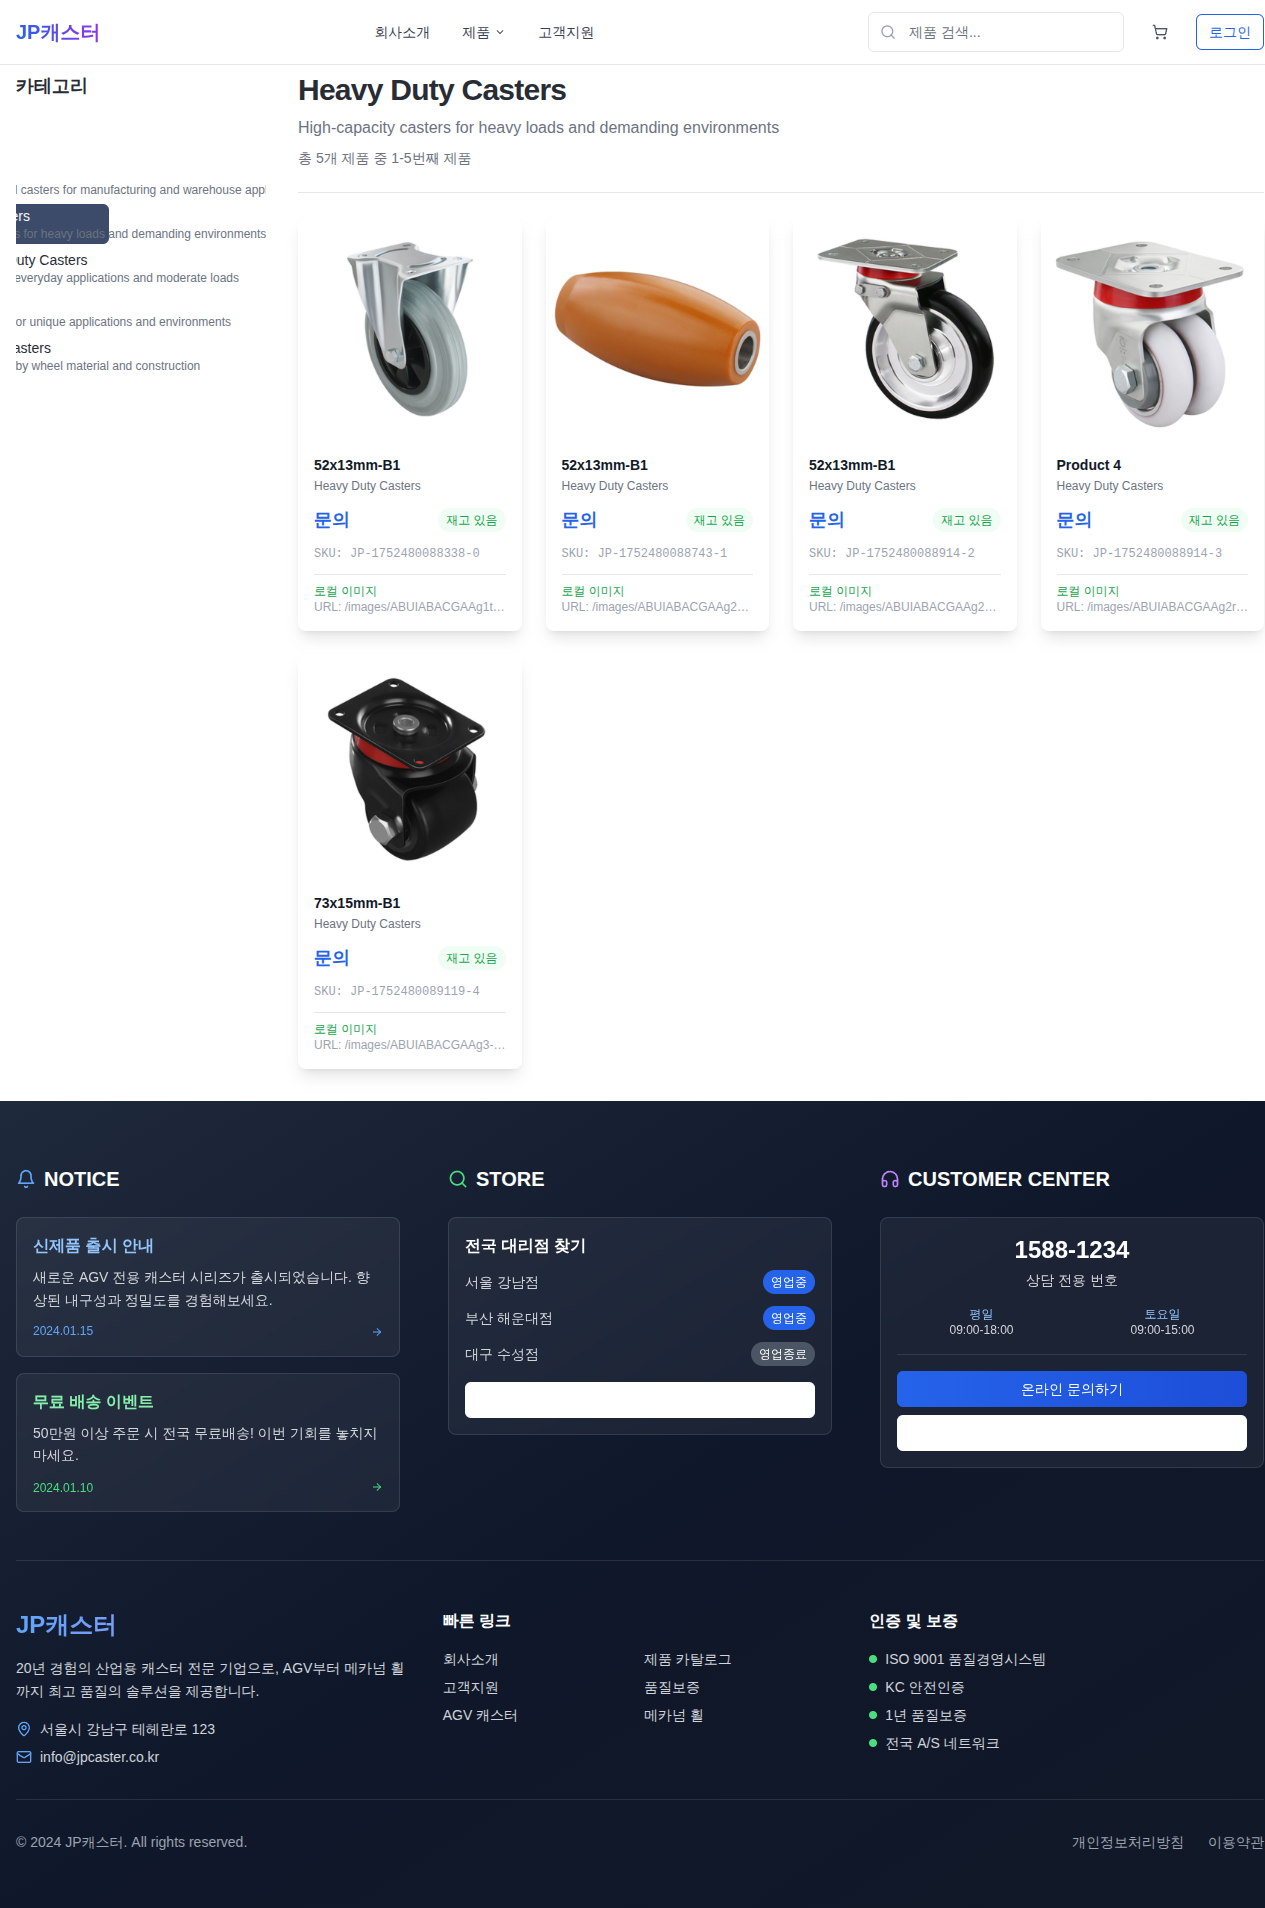 JP캐스터
회사소개
제품
고객지원
제품 검색...
로그인
카테고리
casters for manufacturing and warehouse app
ers
s for heavy loads and demanding environments
uty Casters
everyday applications and moderate loads
or unique applications and environments
asters
by wheel material and construction
Heavy Duty Casters
High-capacity casters for heavy loads and demanding environments
총 5개 제품 중 1-5번째 제품
52x13mm-B1
Heavy Duty Casters
문의
재고 있음
SKU: JP-1752480088338-0
로컬 이미지
URL: /images/ABUIABACGAAg1t...
52x13mm-B1
Heavy Duty Casters
문의
재고 있음
SKU: JP-1752480088743-1
로컬 이미지
URL: /images/ABUIABACGAAg2...
52x13mm-B1
Heavy Duty Casters
문의
재고 있음
SKU: JP-1752480088914-2
로컬 이미지
URL: /images/ABUIABACGAAg2...
Product 4
Heavy Duty Casters
문의
재고 있음
SKU: JP-1752480088914-3
로컬 이미지
URL: /images/ABUIABACGAAg2r...
73x15mm-B1
Heavy Duty Casters
문의
재고 있음
SKU: JP-1752480089119-4
로컬 이미지
URL: /images/ABUIABACGAAg3-...
NOTICE
신제품 출시 안내
새로운 AGV 전용 캐스터 시리즈가 출시되었습니다. 향
상된 내구성과 정밀도를 경험해보세요.
2024.01.15
무료 배송 이벤트
50만원 이상 주문 시 전국 무료배송! 이번 기회를 놓치지
마세요.
2024.01.10
STORE
전국 대리점 찾기
서울 강남점
영업중
부산 해운대점
영업중
대구 수성점
영업종료
CUSTOMER CENTER
1588-1234
상담 전용 번호
평일
09:00-18:00
토요일
09:00-15:00
온라인 문의하기
JP캐스터
20년 경험의 산업용 캐스터 전문 기업으로, AGV부터 메카넘 휠
까지 최고 품질의 솔루션을 제공합니다.
서울시 강남구 테헤란로 123
info@jpcaster.co.kr
빠른 링크
회사소개
제품 카탈로그
고객지원
품질보증
AGV 캐스터
메카넘 휠
인증 및 보증
ISO 9001 품질경영시스템
KC 안전인증
1년 품질보증
전국 A/S 네트워크
© 2024 JP캐스터. All rights reserved.
개인정보처리방침
이용약관